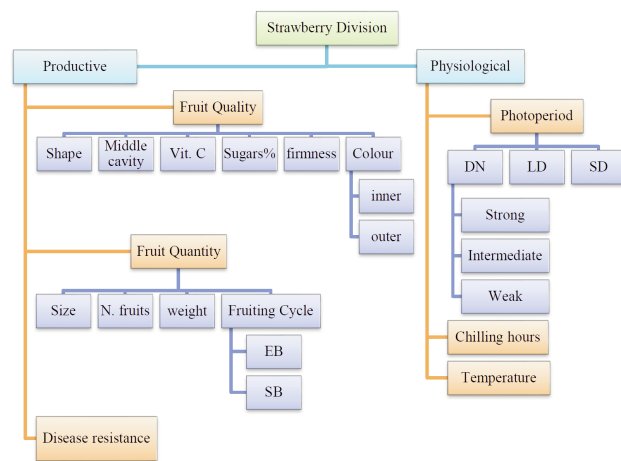 Strawberry Division
Productive
Physiological
Fruit Quality
Photoperiod
Shape
Middle
cavity
Vit. C
Sugars%
firmness
Colour
DN
LD
SD
inner
outer
Strong
Intermediate
Weak
Fruit Quantity
Size
N. fruits
weight
Fruiting Cycle
EB
SB
Chilling hours
Temperature
Disease resistance